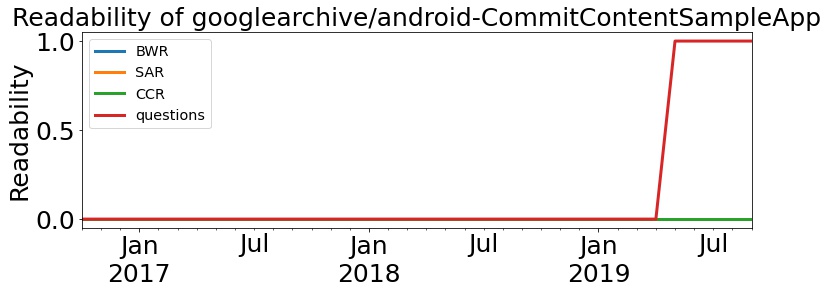 Readability of googlearchive/android-CommitContentSampleApp
Readability
1.0
0.5
0.0
BWR
SAR
CCR
questions
Jan Jul Jan Jul Jan Jul
2017 2018 2019